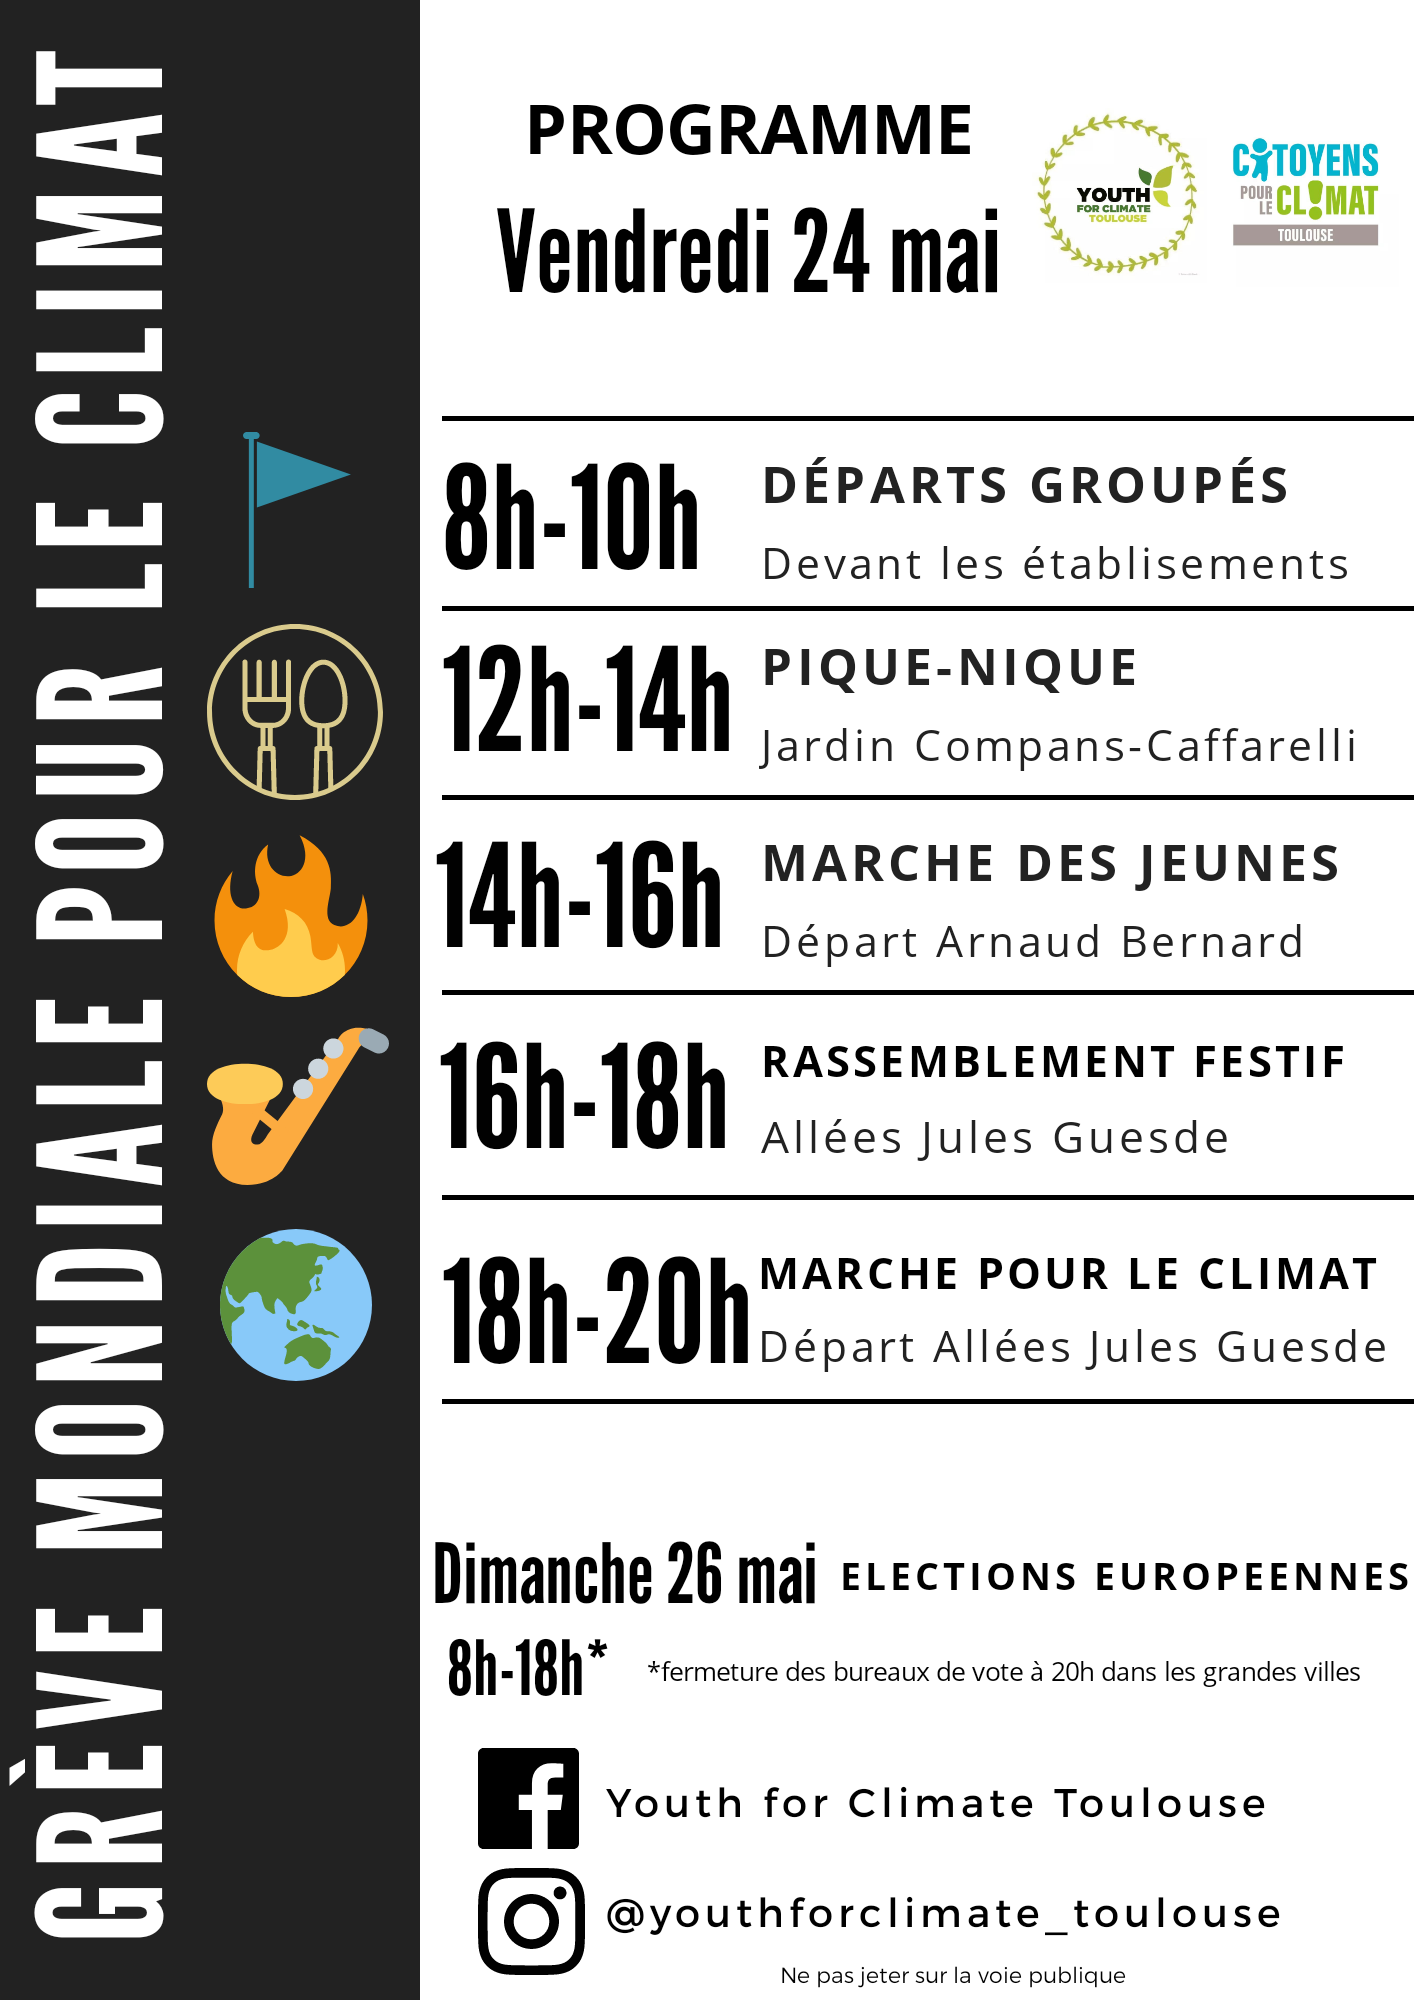 GRÈVE MONDIALE POUR LE CLIMAT
PROGRAMME
Vendredi 24 mai
YOUTH
FOR CLIMATE
TOULOUSE
CITOYENS
POUR
LE
CL!MAT
TOULOUSE
8h-10h
DÉPARTS GROUPÉS
Devant les établisements
12h-14h
PIQUE-NIQUE
Jardin Compans-Caffarelli
14h-16h
MARCHE DES JEUNES
Départ Arnaud Bernard
16h-18h
RASSEMBLEMENT FESTIF
Allées Jules Guesde
18h-20h
MARCHE POUR LE CLIMAT
Départ Allées Jules Guesde
Dimanche 26 mai ELECTIONS EUROPEENNES
8h-18h* *fermeture des bureaux de vote à 20h dans les grandes villes
Youth for Climate Toulouse
@youthforclimate_toulouse
Ne pas jeter sur la voie publique